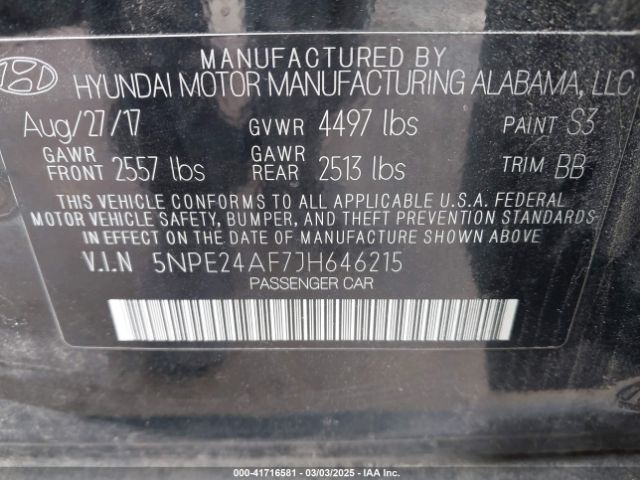 MANUFACTURED BY
HYUNDAI MOTOR MANUFACTURING ALABAMA, LLC
Aug/27/17 GVWR 4497 lbs PAINT S3
GAWR FRONT 2557 lbs GAWR REAR 2513 lbs TRIM BB
THIS VEHICLE CONFORMS TO ALL APPLICABLE U.S.A. FEDERAL
MOTOR VEHICLE SAFETY, BUMPER, AND THEFT PREVENTION STANDARDS
IN EFFECT ON THE DATE OF MANUFACTURE SHOWN ABOVE.
V.I.N 5NPE24AF7JH646215
PASSENGER CAR
000-41716581 | 03/03/2025 - IAAI.COM